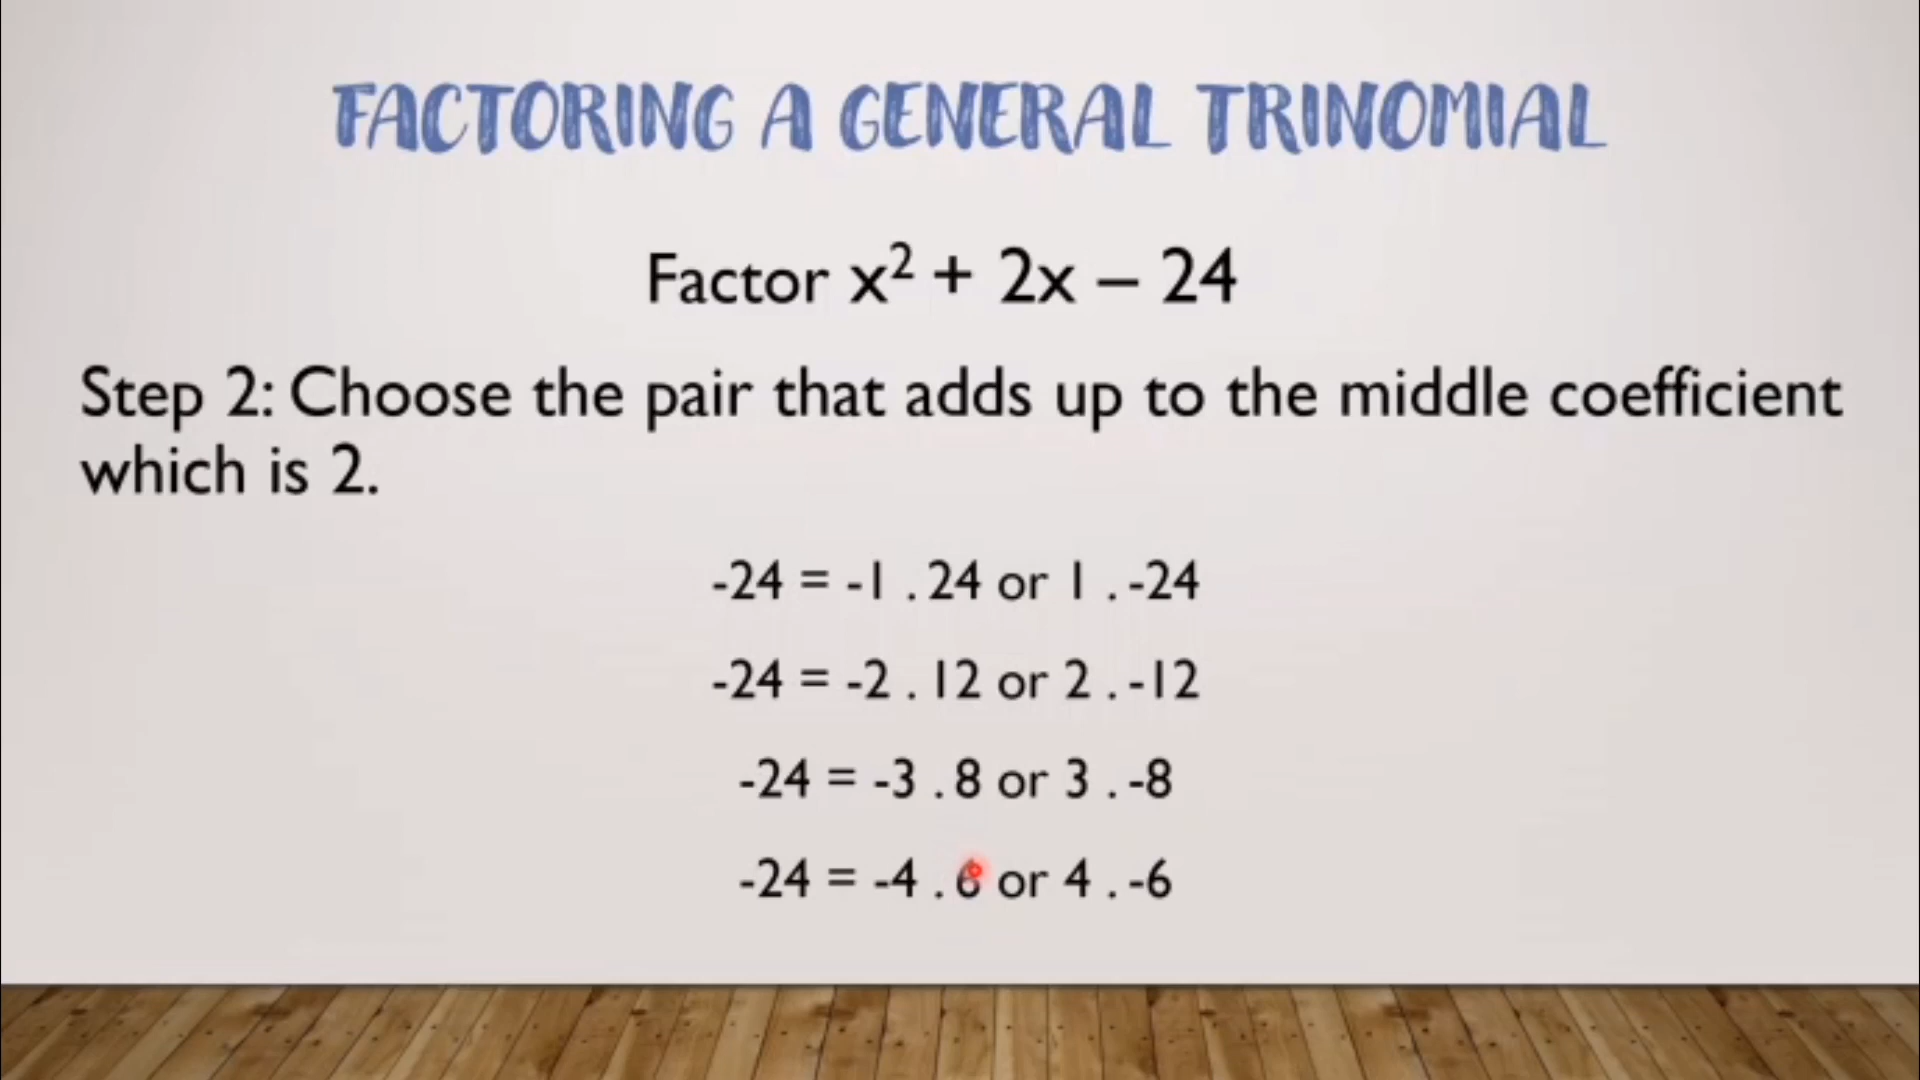 FACTORING A GENERAL TRINOMIAL
Factor x² + 2x – 24
Step 2: Choose the pair that adds up to the middle coefficient
which is 2.
-24 = -1 . 24 or 1 . -24
-24 = -2 . 12 or 2 . -12
-24 = -3 . 8 or 3 . -8
-24 = -4 . 6 or 4 . -6